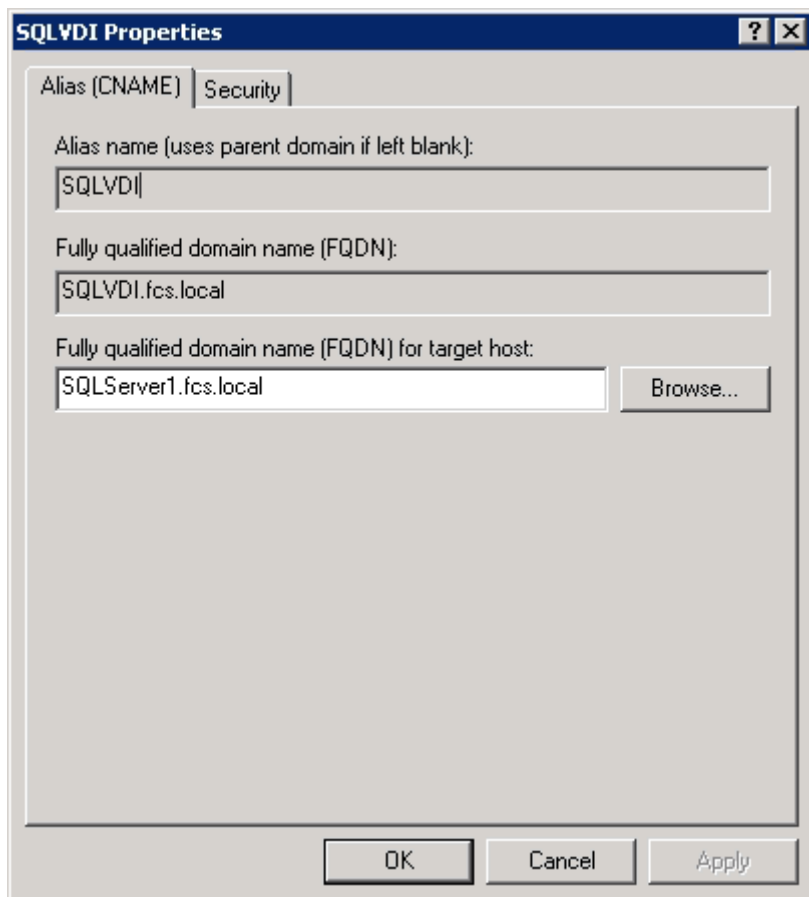 SQLVDI Properties
?
Alias (CNAME)
Security
Alias name (uses parent domain if left blank):
SQLVDI
Fully qualified domain name (FQDN):
SQLVDI.fcs.local
Fully qualified domain name (FQDN) for target host:
SQLServer1.fcs.local
Browse...
OK
Cancel
Apply